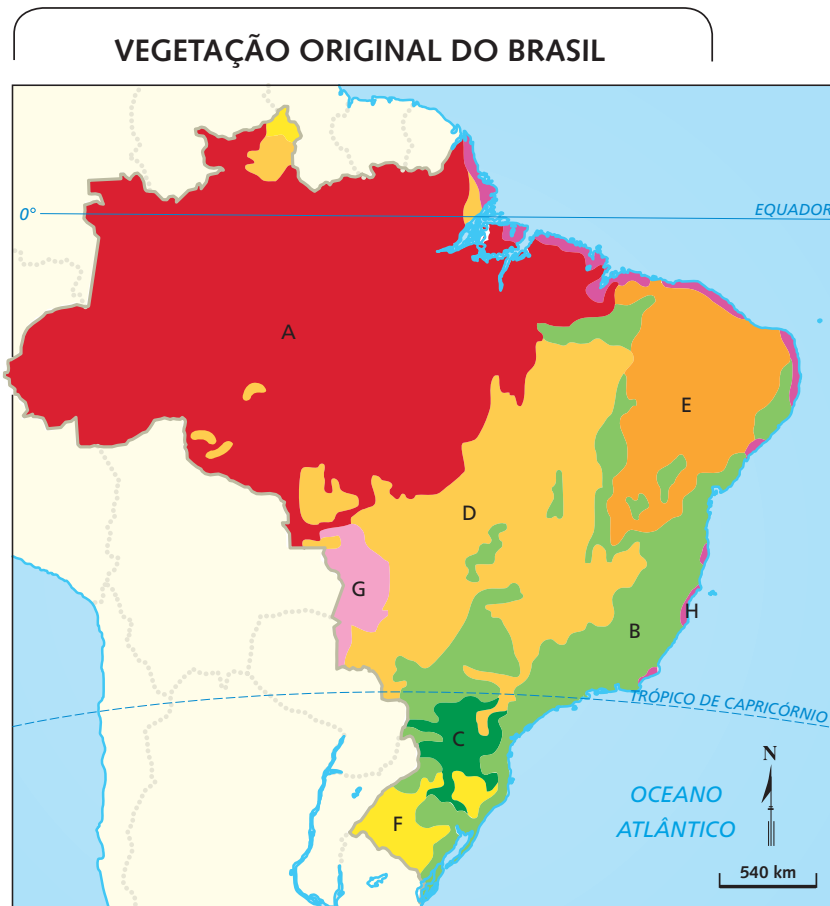 VEGETAÇÃO ORIGINAL DO BRASIL
0°
EQUADOR
A
E
D
G
H
B
TRÓPICO DE CAPRICÓRNIO
C
N
OCEANO
ATLÂNTICO
F
540 km